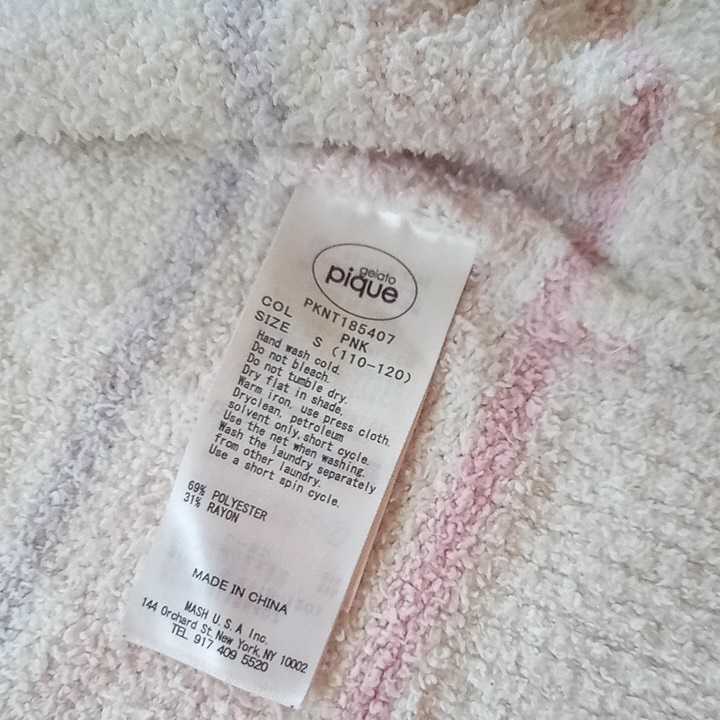 gelato
pique
PKNT185407
COL PNK
SIZE S (110-120)
Hand wash cold.
Do not bleach.
Do not tumble dry.
Dry flat in shade.
Warm iron, use press cloth.
Dryclean, petroleum
solvent only,short cycle.
Use the net when washing.
Wash the laundry separately
from other laundry.
Use a short spin cycle.
69% POLYESTER
31% RAYON
MADE IN CHINA
MASH U.S.A Inc.
144 Orchard St.New York.NY 10002
TEL 917 409 5520